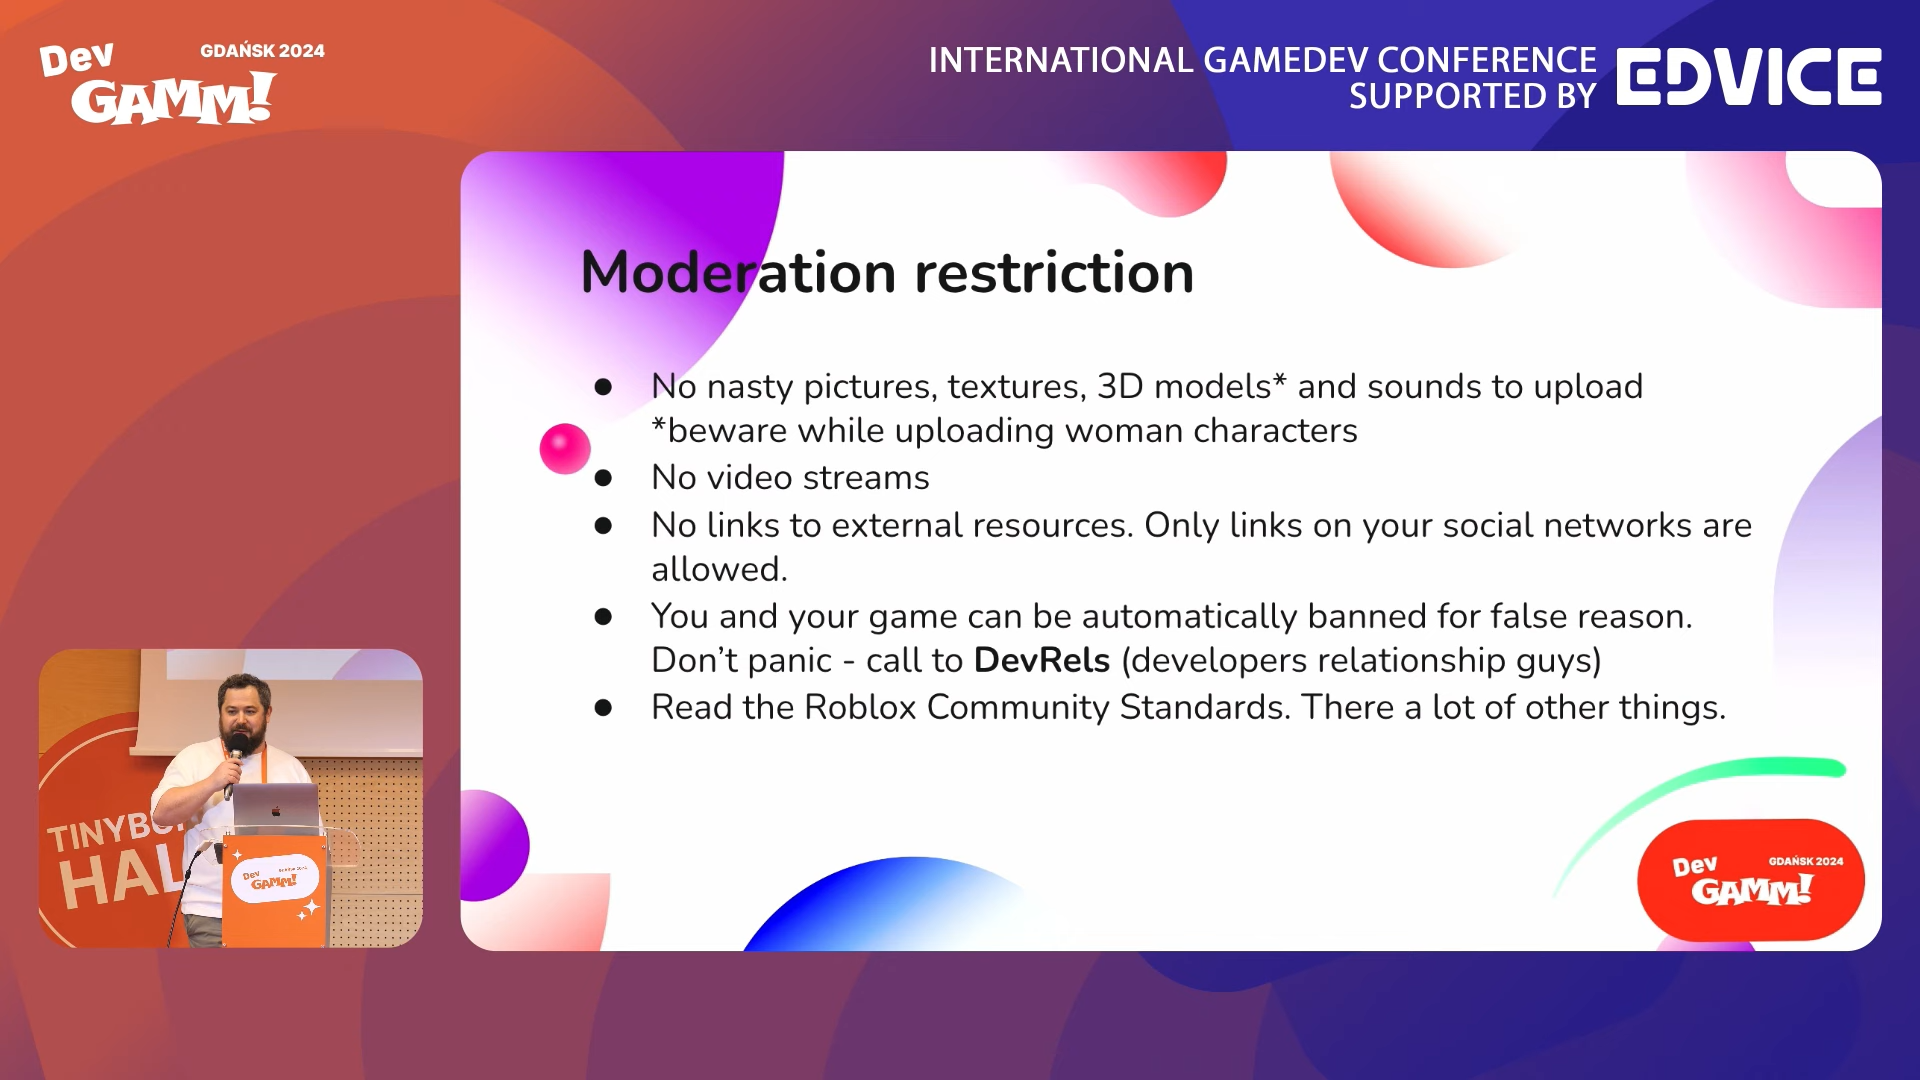 Dev
GAMM!
GDAŃSK 2024
INTERNATIONAL GAMEDEV CONFERENCE
SUPPORTED BY
EDVICE
Moderation restriction
● No nasty pictures, textures, 3D models* and sounds to upload
*beware while uploading woman characters
● No video streams
● No links to external resources. Only links on your social networks are
allowed.
● You and your game can be automatically banned for false reason.
Don’t panic - call to DevRels (developers relationship guys)
● Read the Roblox Community Standards. There a lot of other things.
Dev
GAMM!
GDAŃSK 2024
Dev
GAMM!